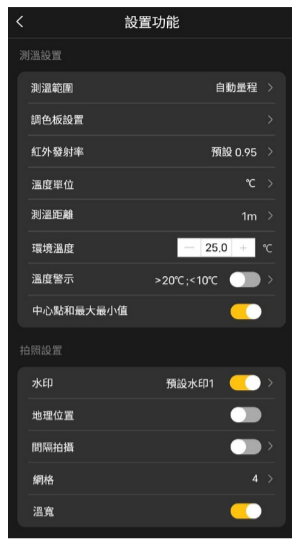 設置功能
測溫設置
測溫範圍 自動量程
調色板設置
紅外發射率 預設 0.95
溫度單位 ℃
測溫距離 1m
環境溫度 — 25.0 + ℃
溫度警示 >20℃;<10℃
中心點和最大最小值
拍照設置
水印 預設水印1
地理位置
間隔拍攝
網格 4
溫寬